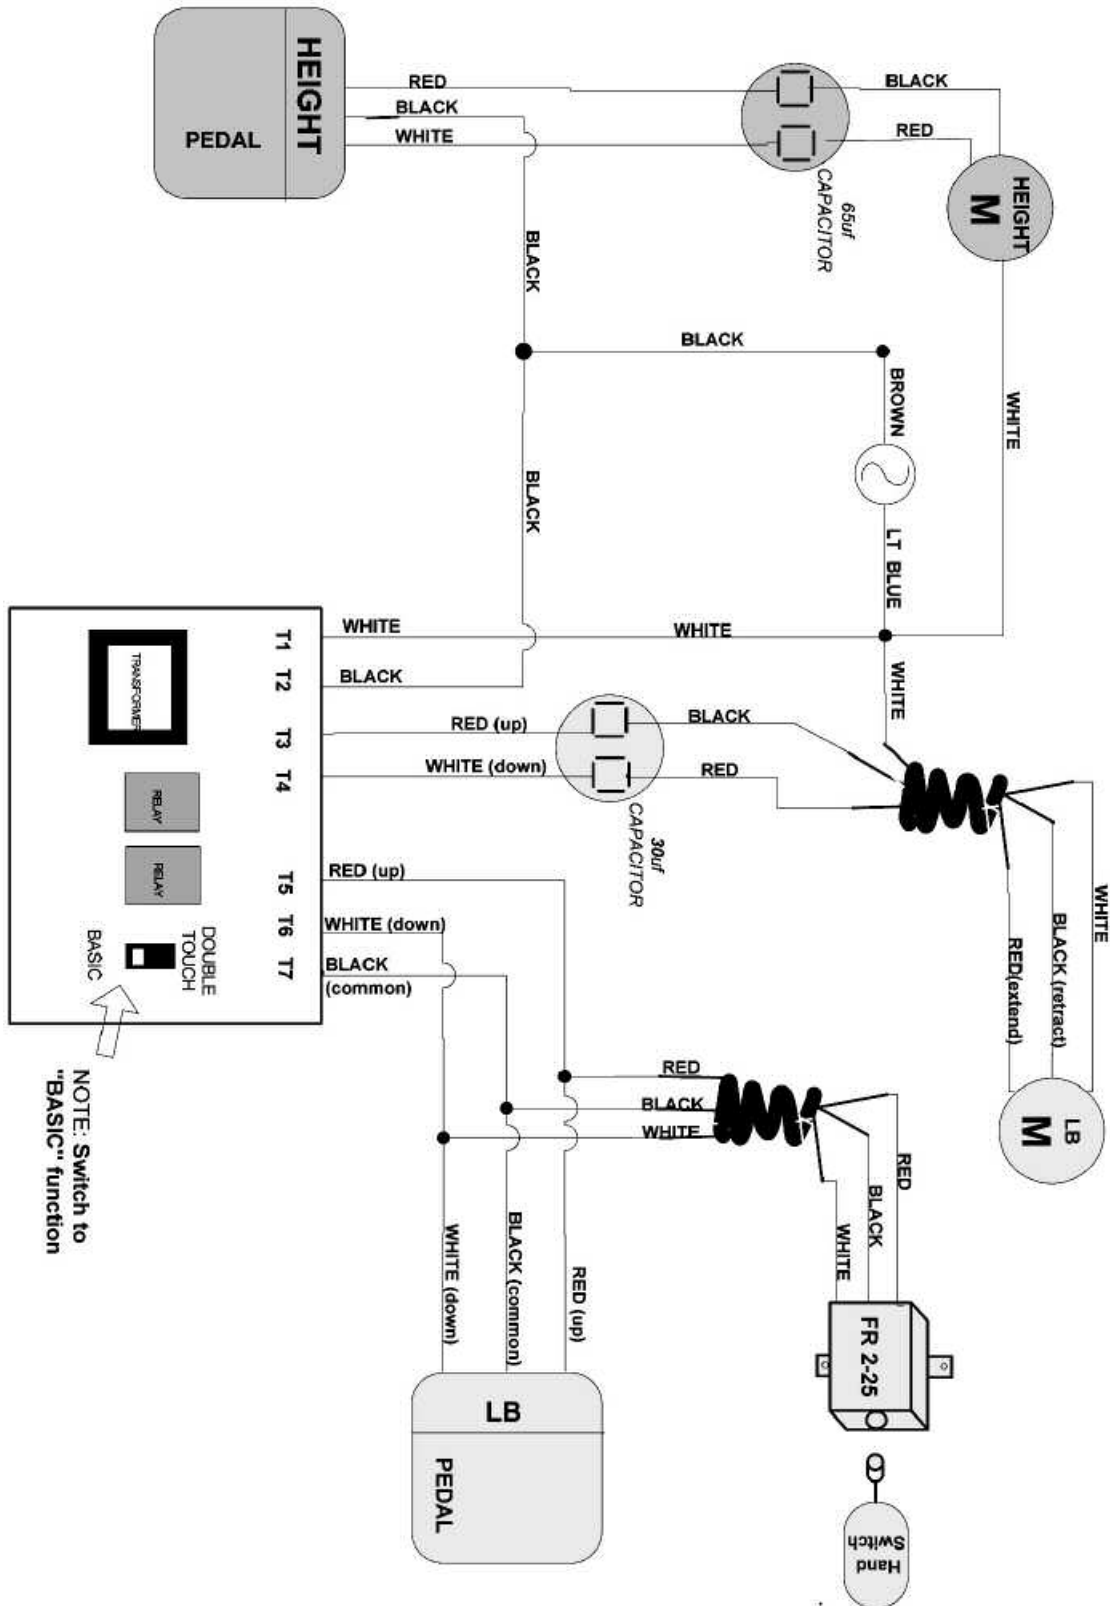 HEIGHT
PEDAL
RED
BLACK
WHITE
65uf
CAPACITOR
BLACK
RED
HEIGHT
M
BLACK
BLACK
BROWN
WHITE
BLACK
LT BLUE
T1
WHITE
WHITE
T2
BLACK
WHITE
TRANSFORMER
T3
RED (up)
BLACK
T4
WHITE (down)
RED
30uf
CAPACITOR
RELAY
RELAY
T5
RED (up)
T6
WHITE (down)
T7
BLACK
(common)
DOUBLE
TOUCH
BASIC
NOTE: Switch to
"BASIC" function
WHITE
BLACK (retract)
RED(extend)
LB
M
RED
BLACK
WHITE
RED
BLACK
WHITE
WHITE (down)
BLACK (common)
RED (up)
FR 2-25
LB
PEDAL
Hand
Switch